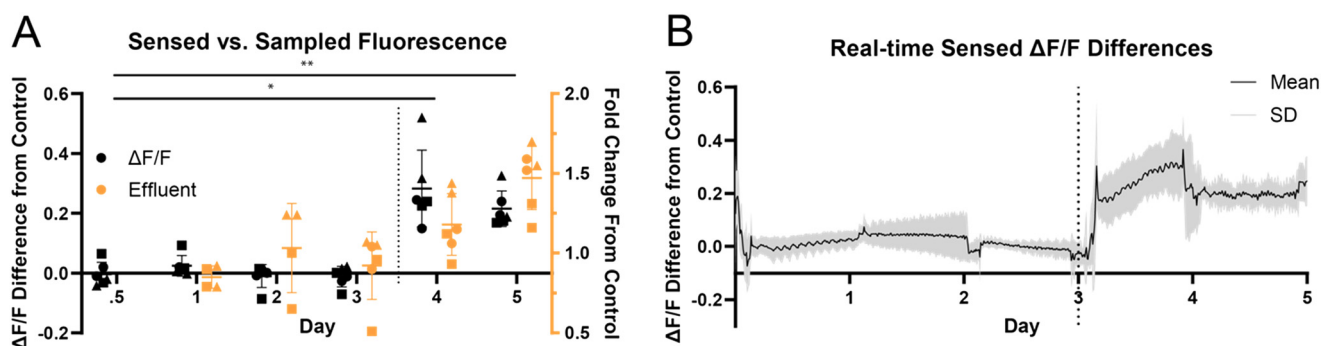 A
Sensed vs. Sampled Fluorescence
**
*
ΔF/F Difference from Control
0.6
0.4
0.2
0.0
-0.2
ΔF/F
Effluent
.5
1
2
3
4
5
Day
2.0
1.5
1.0
0.5
Fold Change From Control
B
Real-time Sensed ΔF/F Differences
Mean
SD
ΔF/F Difference from Control
0.6
0.4
0.2
0.0
-0.2
1
2
3
4
5
Day